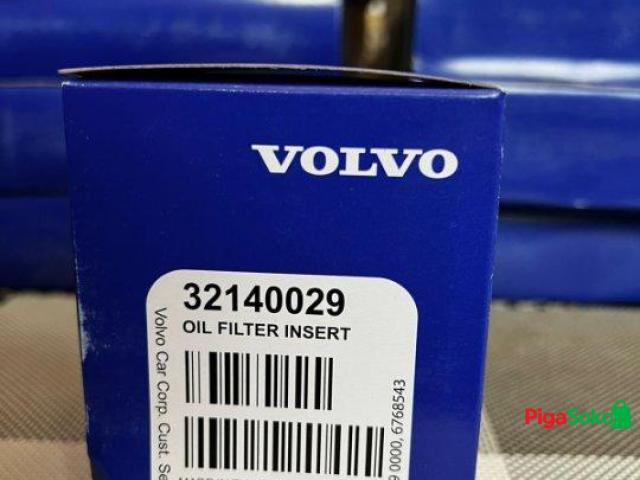 VOLVO
32140029
OIL FILTER INSERT
Volvo Car Corp. Cust. Se
9 0000, 6768543
PigaSoko